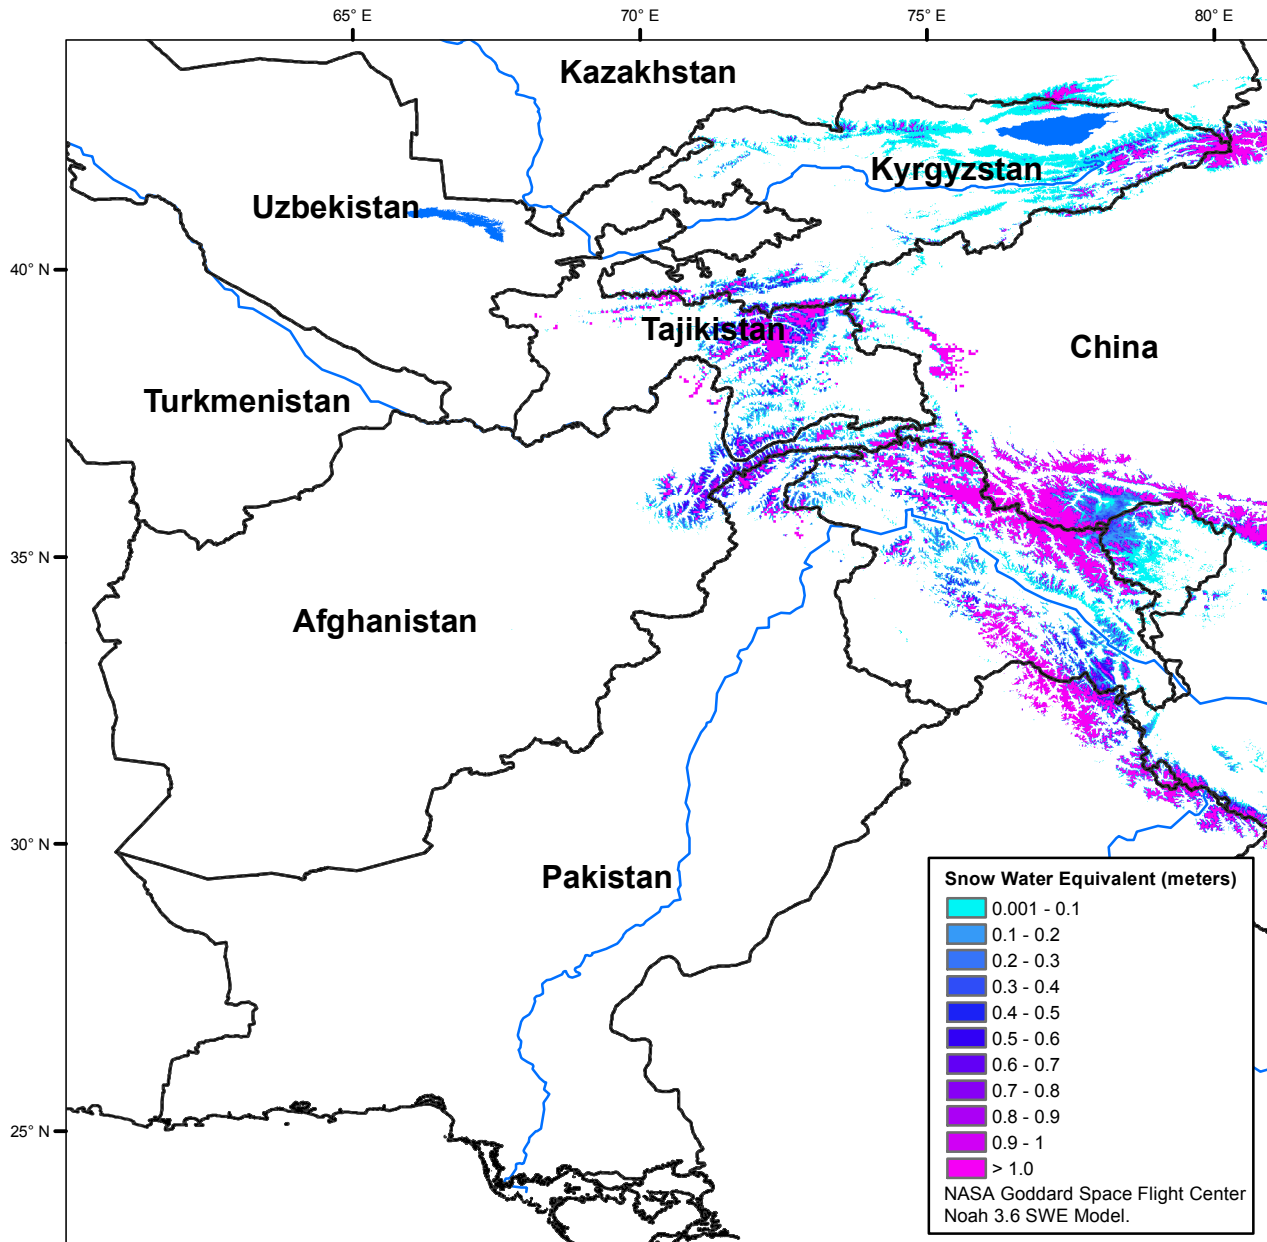 65° E
70° E
75° E
80° E
Kazakhstan
Kyrgyzstan
Uzbekistan
40° N
Tajikistan
China
Turkmenistan
35° N
Afghanistan
30° N
Pakistan
25° N
Snow Water Equivalent (meters)
0.001 - 0.1
0.1 - 0.2
0.2 - 0.3
0.3 - 0.4
0.4 - 0.5
0.5 - 0.6
0.6 - 0.7
0.7 - 0.8
0.8 - 0.9
0.9 - 1
> 1.0
NASA Goddard Space Flight Center
Noah 3.6 SWE Model.